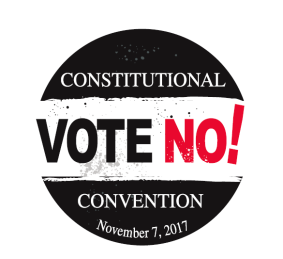 CONSTITUTIONAL
VOTE NO!
CONVENTION
November 7, 2017